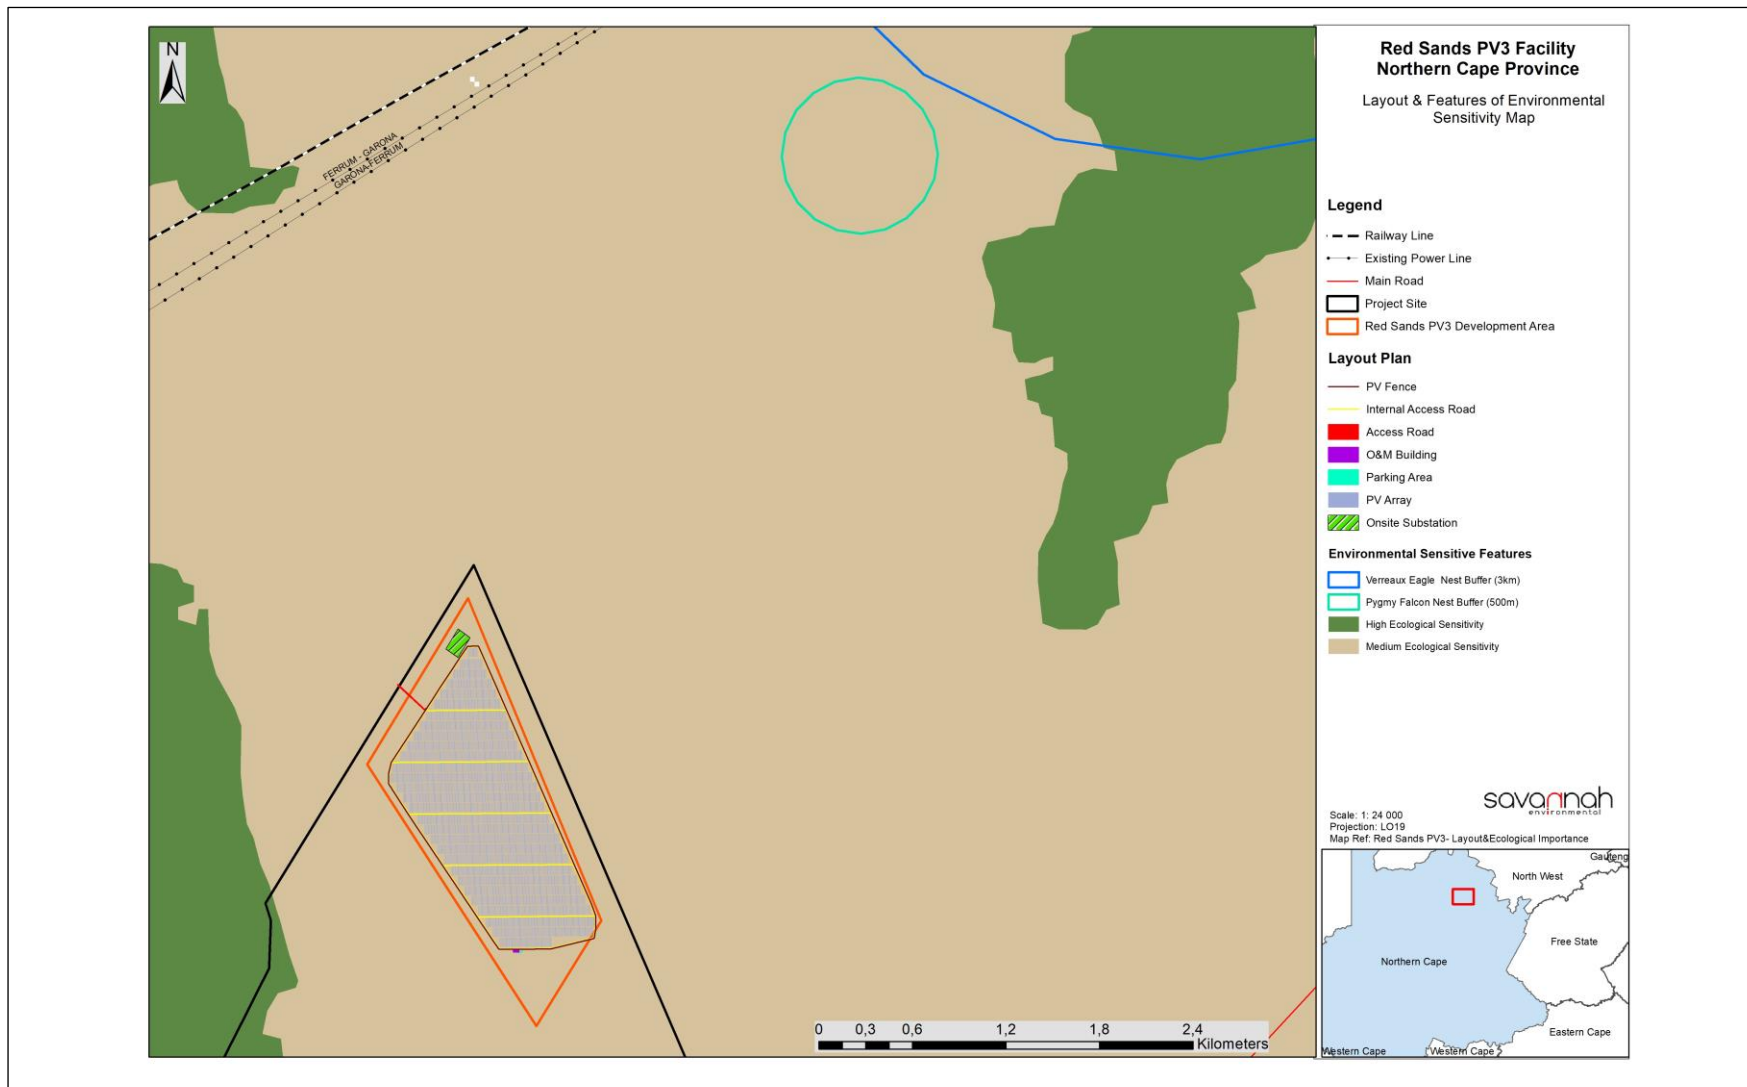 N
FERRUM - GARONA
GARONA-FERRUM
0 0,3 0,6 1,2 1,8 2,4
Kilometers
Red Sands PV3 Facility
Northern Cape Province
Layout & Features of Environmental
Sensitivity Map
Legend
Railway Line
Existing Power Line
Main Road
Project Site
Red Sands PV3 Development Area
Layout Plan
PV Fence
Internal Access Road
Access Road
O&M Building
Parking Area
PV Array
Onsite Substation
Environmental Sensitive Features
Verreaux Eagle Nest Buffer (3km)
Pygmy Falcon Nest Buffer (500m)
High Ecological Sensitivity
Medium Ecological Sensitivity
savannah
environmental
Scale: 1: 24 000
Projection: LO19
Map Ref: Red Sands PV3- Layout&Ecological Importance
Gauteng
North West
Free State
Northern Cape
Eastern Cape
Western Cape
Western Cape